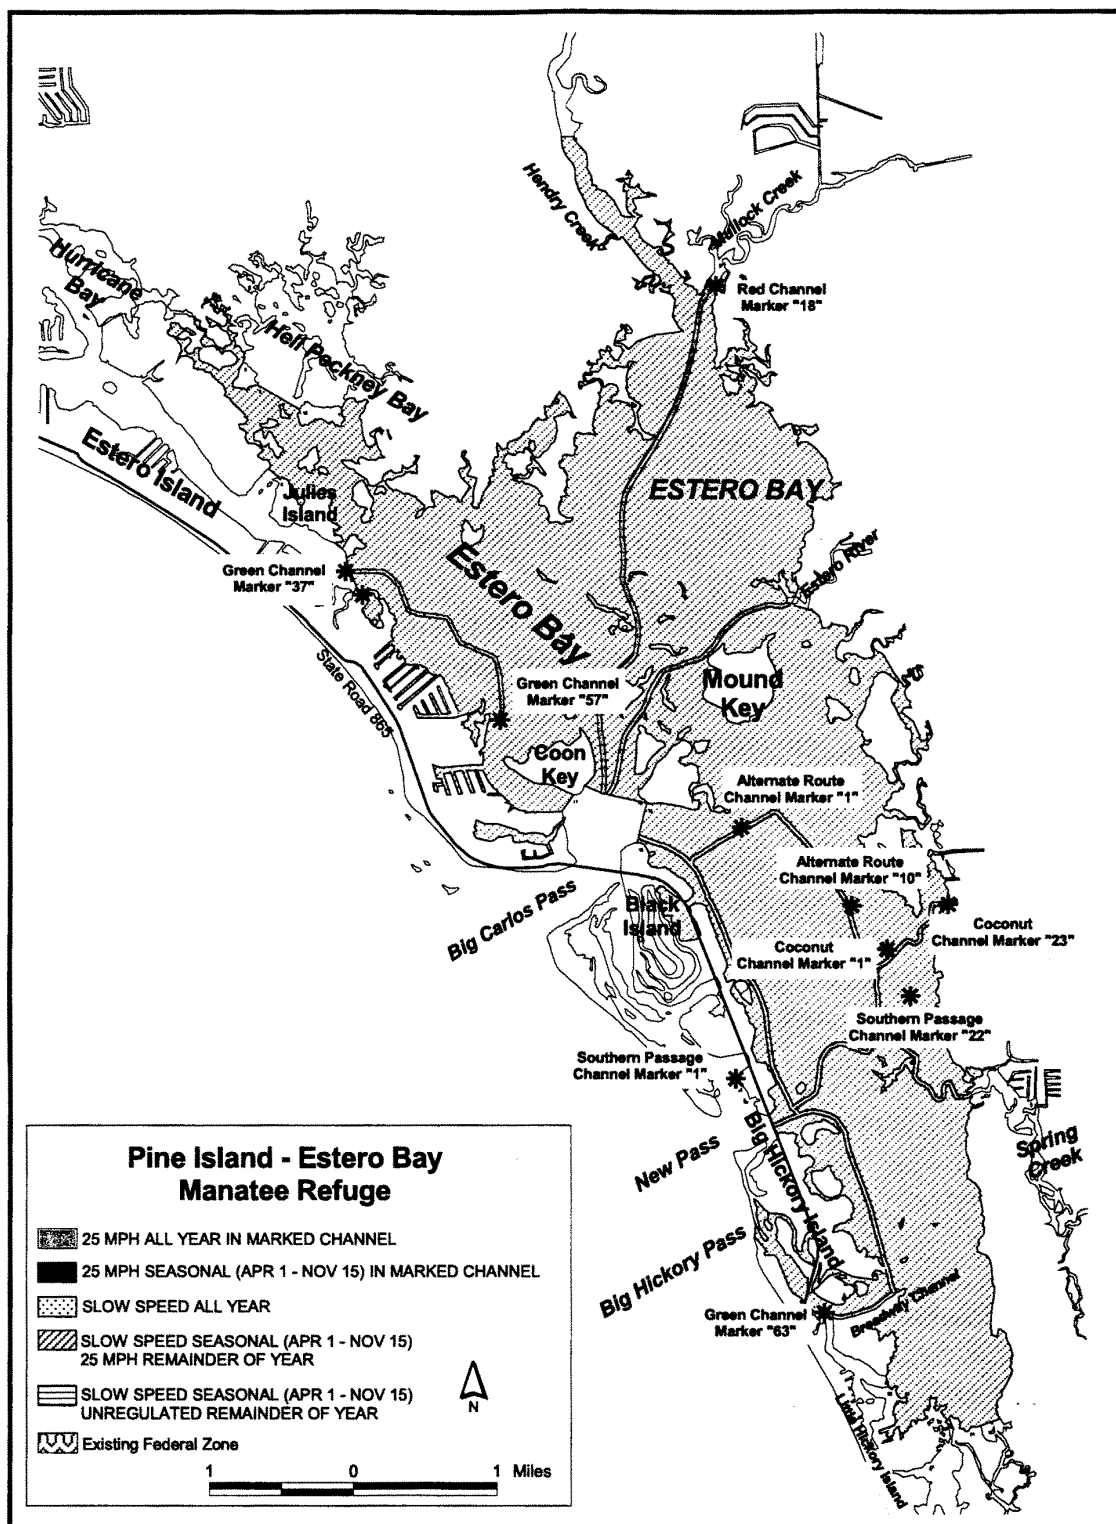 Hendry Creek
Mullock Creek
Red Channel
Marker "18"
Hurricane
Bay
Hell Peckney Bay
Estero Island
ESTERO BAY
Julies
Island
Estero River
Green Channel
Marker "37"
Estero Bay
State Road 865
Mound
Key
Green Channel
Marker "57"
Coon
Key
Alternate Route
Channel Marker "1"
Alternate Route
Channel Marker "10"
Big Carlos Pass
Black
Island
Coconut
Channel Marker "23"
Coconut
Channel Marker "1"
Southern Passage
Channel Marker "22"
Southern Passage
Channel Marker "1"
Big Hickory Island
New Pass
Spring
Creek
Big Hickory Pass
Broadway Channel
Green Channel
Marker "63"
Little Hickory Island
Pine Island - Estero Bay
Manatee Refuge
25 MPH ALL YEAR IN MARKED CHANNEL
25 MPH SEASONAL (APR 1 - NOV 15) IN MARKED CHANNEL
SLOW SPEED ALL YEAR
SLOW SPEED SEASONAL (APR 1 - NOV 15)
25 MPH REMAINDER OF YEAR
SLOW SPEED SEASONAL (APR 1 - NOV 15)
UNREGULATED REMAINDER OF YEAR
N
Existing Federal Zone
1 0 1 Miles